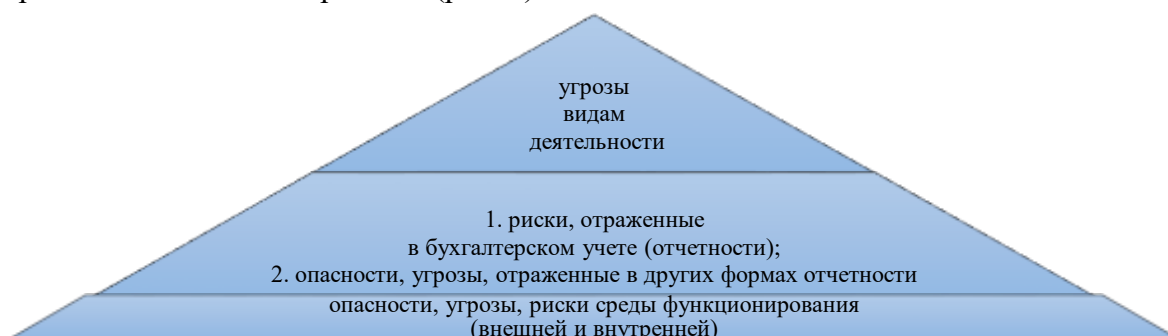 угрозы
видам
деятельности
1. риски, отраженные
в бухгалтерском учете (отчетности);
2. опасности, угрозы, отраженные в других формах отчетности
опасности, угрозы, риски среды функционирования
(внешней и внутренней)